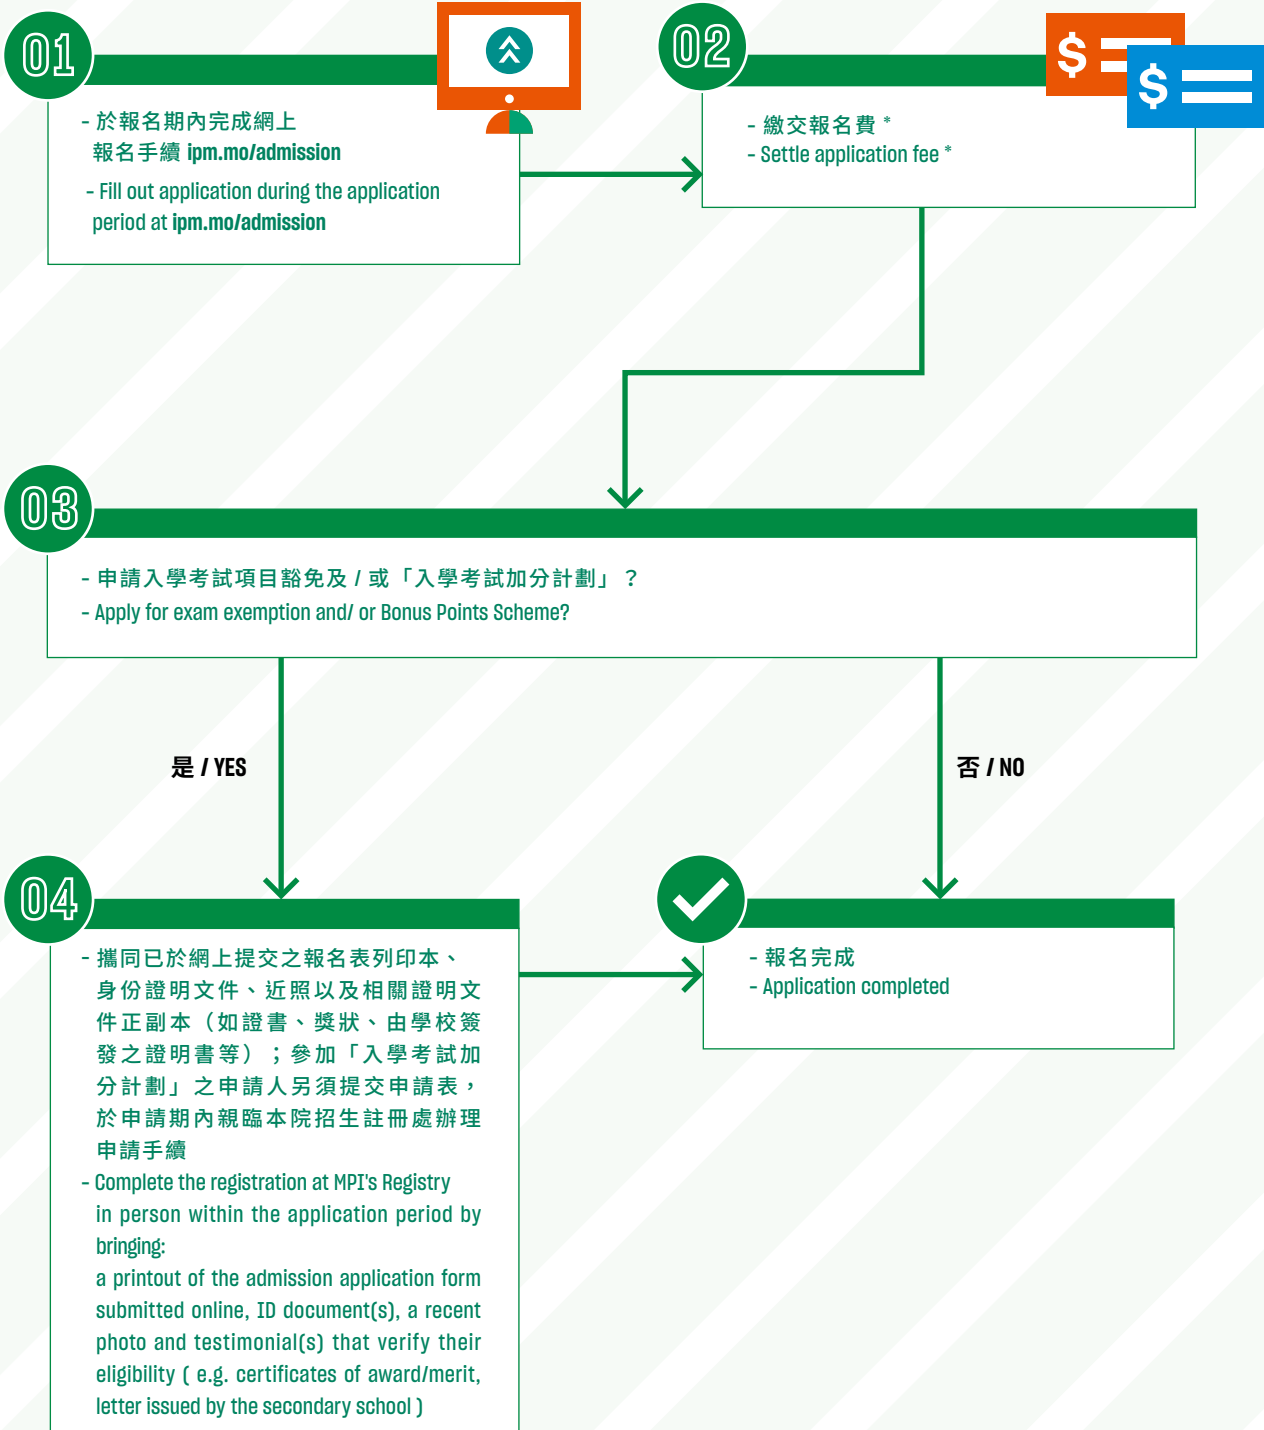 01
- 於報名期內完成網上
報名手續 ipm.mo/admission
- Fill out application during the application
period at ipm.mo/admission
02
$
$
- 繳交報名費 *
- Settle application fee *
03
- 申請入學考試項目豁免及 / 或「入學考試加分計劃」？
- Apply for exam exemption and/ or Bonus Points Scheme?
是 / YES
否 / NO
04
- 攜同已於網上提交之報名表列印本、
身份證明文件、近照以及相關證明文
件正副本（如證書、獎狀、由學校簽
發之證明書等）；參加「入學考試加
分計劃」之申請人另須提交申請表，
於申請期內親臨本院招生註冊處辦理
申請手續
- Complete the registration at MPI's Registry
in person within the application period by
bringing:
a printout of the admission application form
submitted online, ID document(s), a recent
photo and testimonial(s) that verify their
eligibility ( e.g. certificates of award/merit,
letter issued by the secondary school )
- 報名完成
- Application completed